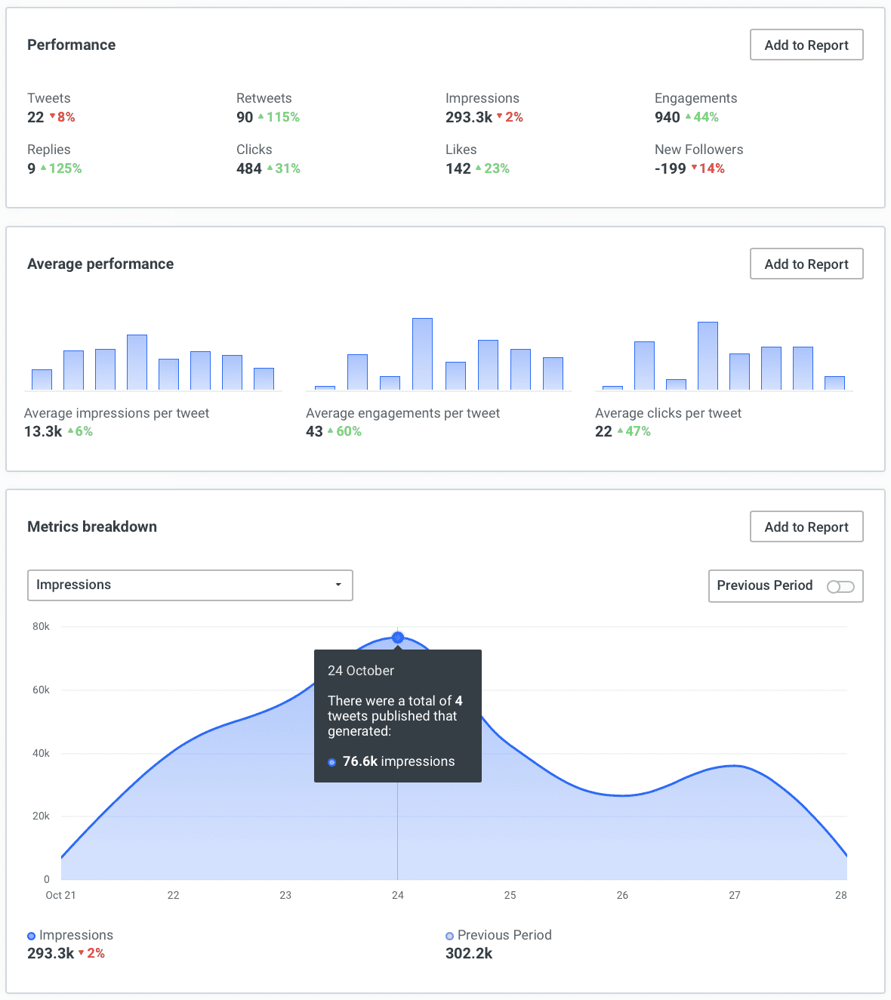 Performance
Add to Report
Tweets
22 ▼8%
Retweets
90 ▲115%
Impressions
293.3k ▼2%
Engagements
940 ▲44%
Replies
9 ▲125%
Clicks
484 ▲31%
Likes
142 ▲23%
New Followers
-199 ▼14%
Average performance
Add to Report
Average impressions per tweet
13.3k ▲6%
Average engagements per tweet
43 ▲60%
Average clicks per tweet
22 ▲47%
Metrics breakdown
Add to Report
Impressions
Previous Period
80k
60k
40k
20k
0
24 October
There were a total of 4
tweets published that
generated:
76.6k impressions
Oct 21 22 23 24 25 26 27 28
Impressions
293.3k ▼2%
Previous Period
302.2k